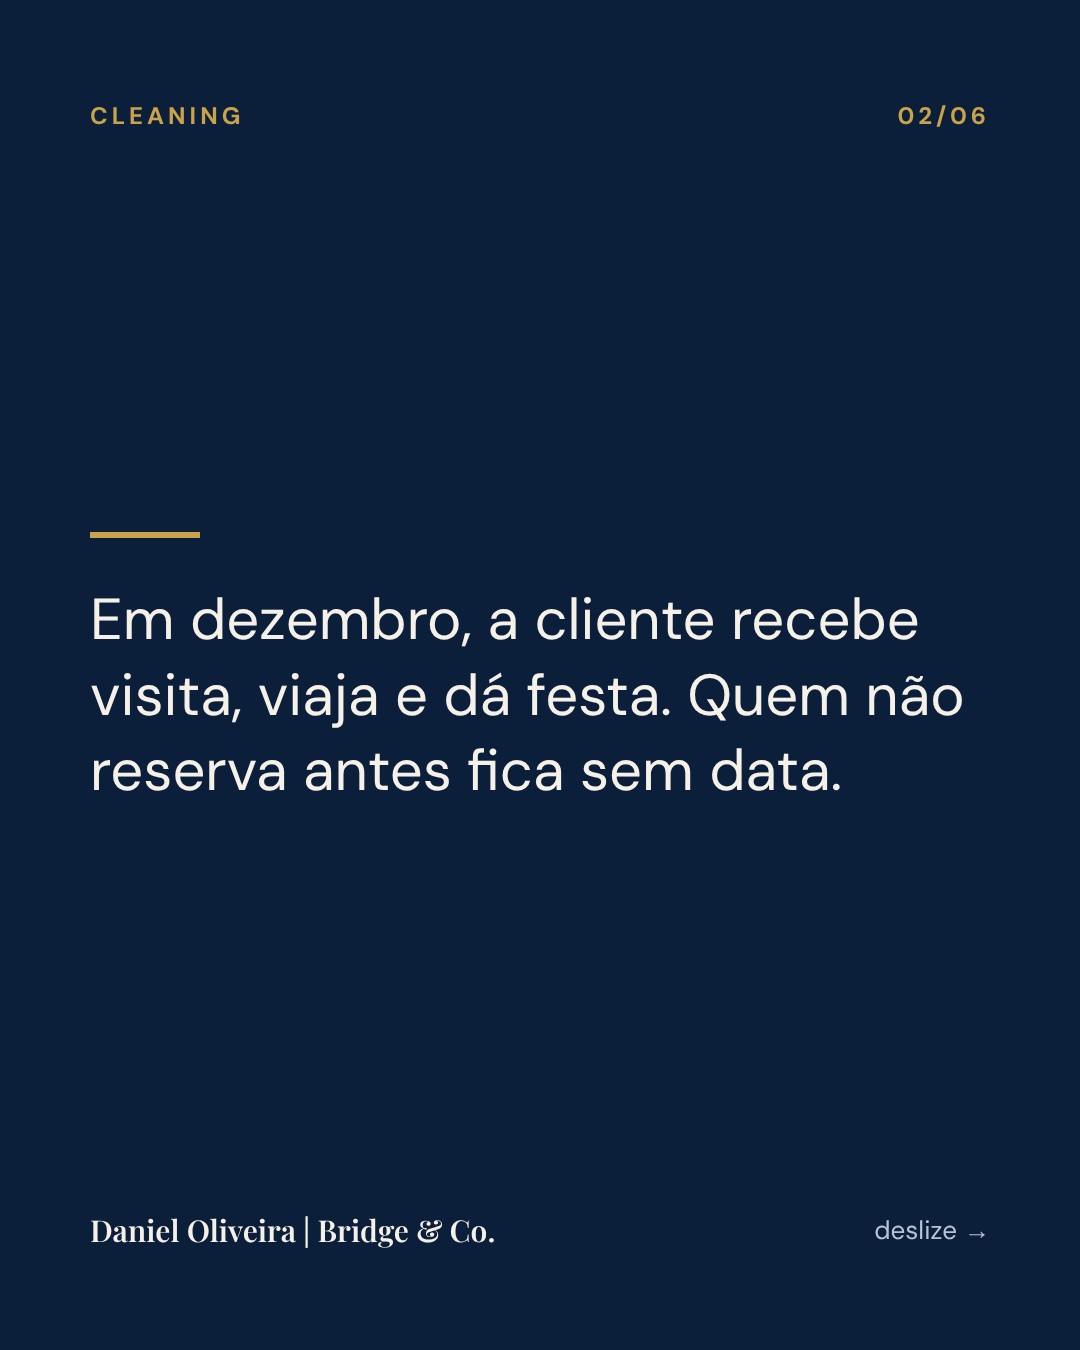 CLEANING
02/06
Em dezembro, a cliente recebe
visita, viaja e dá festa. Quem não
reserva antes fica sem data.
Daniel Oliveira | Bridge & Co.
deslize →